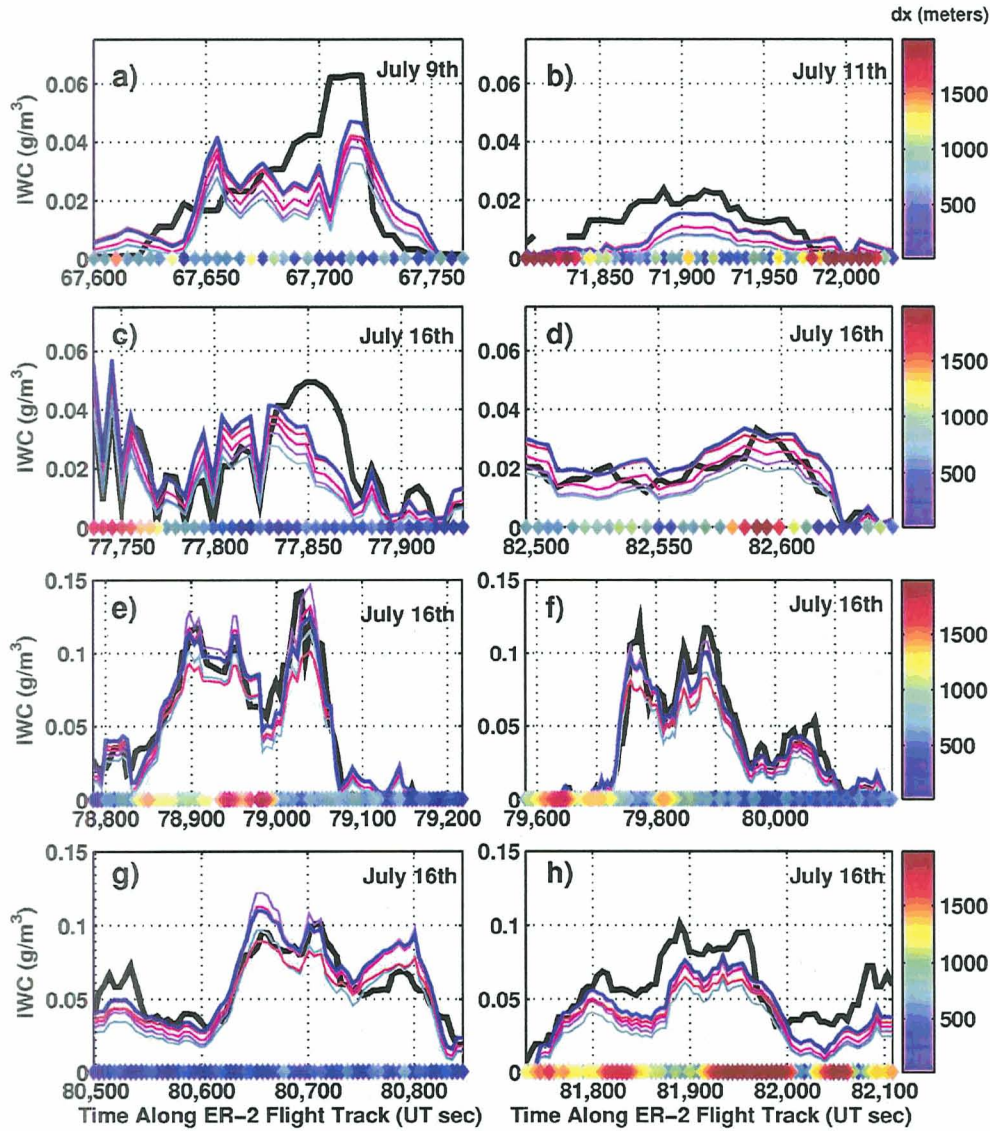 dx (meters)
a) July 9th
b) July 11th
IWC (g/m³)
0.06
0.04
0.02
0
67,600 67,650 67,700 67,750
0.06
0.04
0.02
0
71,850 71,900 71,950 72,000
1500
1000
500
c) July 16th
d) July 16th
IWC (g/m³)
0.06
0.04
0.02
0
77,750 77,800 77,850 77,900
0.06
0.04
0.02
0
82,500 82,550 82,600
1500
1000
500
e) July 16th
f) July 16th
IWC (g/m³)
0.15
0.1
0.05
0
78,800 78,900 79,000 79,100 79,200
0.15
0.1
0.05
0
79,600 79,800 80,000
1500
1000
500
g) July 16th
h) July 16th
IWC (g/m³)
0.15
0.1
0.05
0
80,500 80,600 80,700 80,800
0.15
0.1
0.05
0
81,800 81,900 82,000 82,100
1500
1000
500
Time Along ER−2 Flight Track (UT sec)
Time Along ER−2 Flight Track (UT sec)